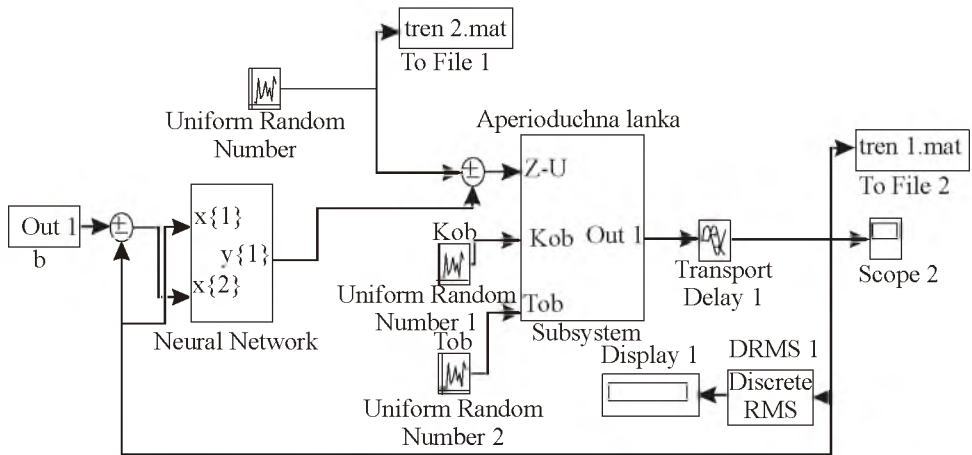 tren 2.mat
To File 1
Uniform Random
Number
Aperioduchna lanka
tren 1.mat
To File 2
Z-U
±
Out 1
b
±
x{1}
y{1}
x{2}
Neural Network
Kob
Uniform Random
Number 1
Kob
Out 1
Tob
Subsystem
Transport
Delay 1
Scope 2
Tob
Uniform Random
Number 2
Display 1
DRMS 1
Discrete
RMS